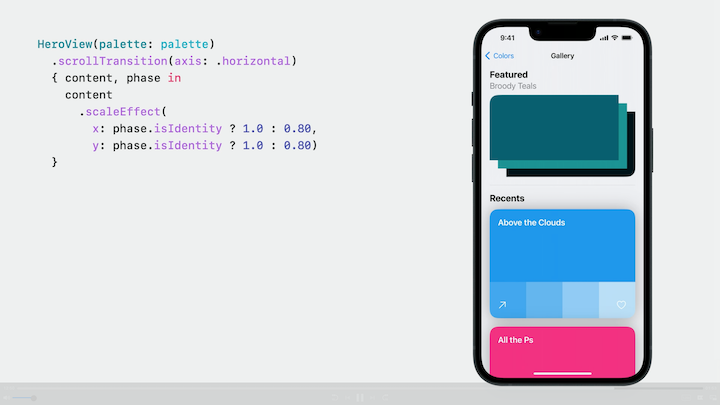 HeroView(palette: palette)
.scrollTransition(axis: .horizontal)
{ content, phase in
content
.scaleEffect(
x: phase.isIdentity ? 1.0 : 0.80,
y: phase.isIdentity ? 1.0 : 0.80)
}
9:41
Colors
Gallery
Featured
Broody Teals
Recents
Above the Clouds
All the Ps